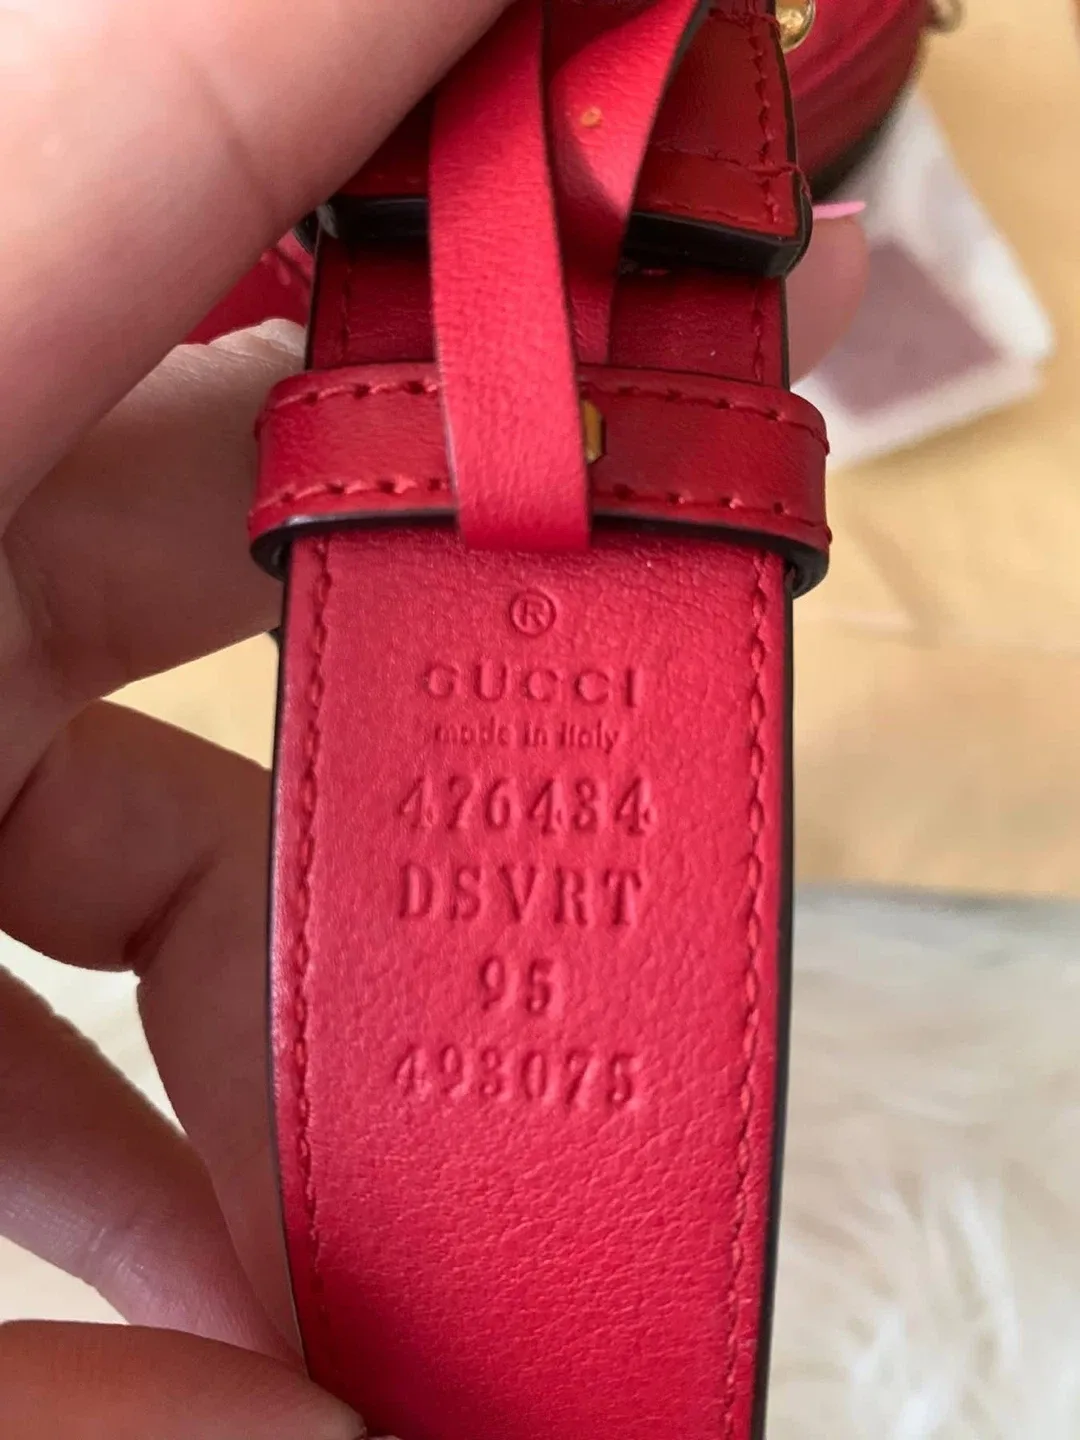 ®
GUCCI
made in italy
476434
DSVRT
95
493075